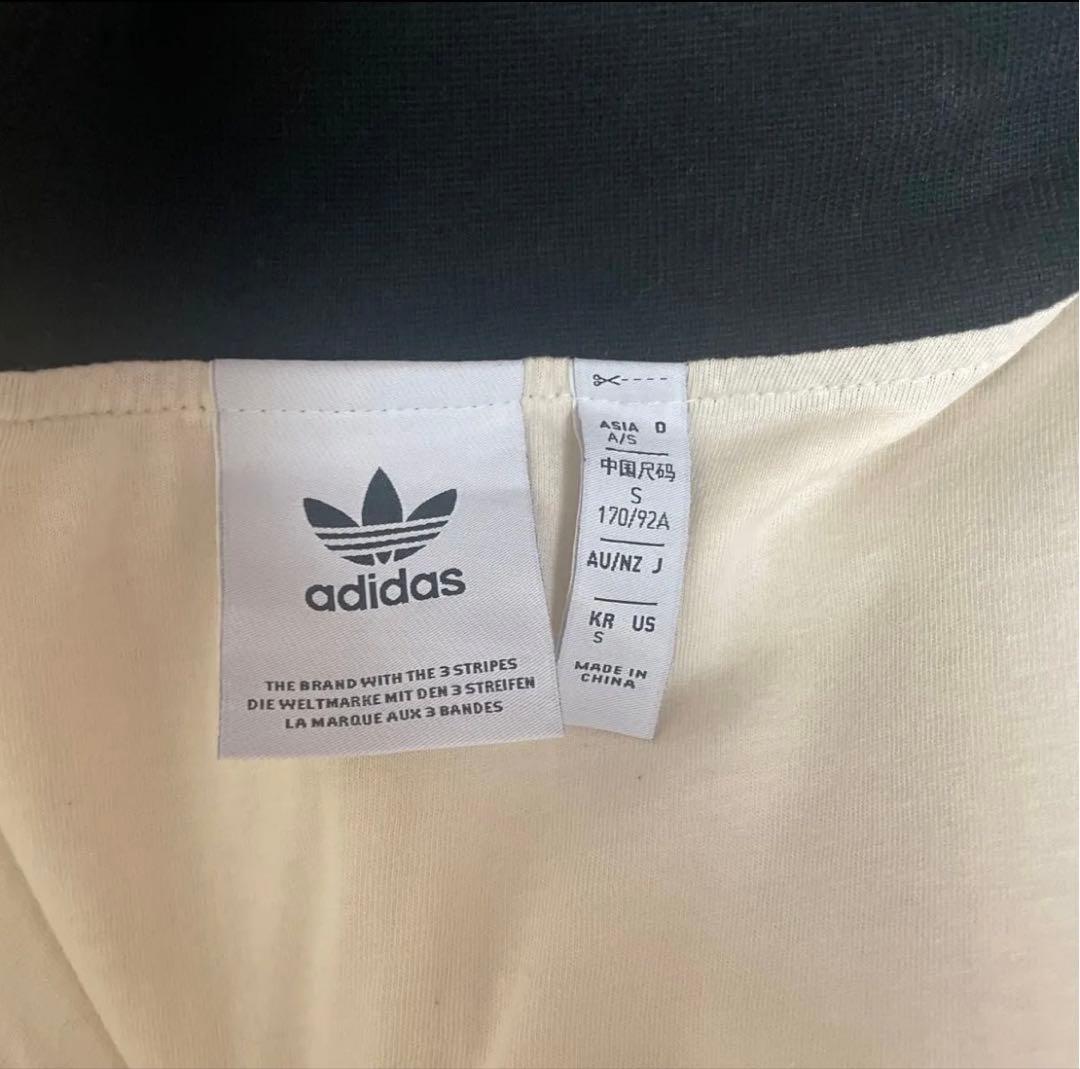 adidas
THE BRAND WITH THE 3 STRIPES
DIE WELTMARKE MIT DEN 3 STREIFEN
LA MARQUE AUX 3 BANDES
ASIA D
A/S
中国尺码
S
170/92A
AU/NZ J
KR US
S
MADE IN
CHINA